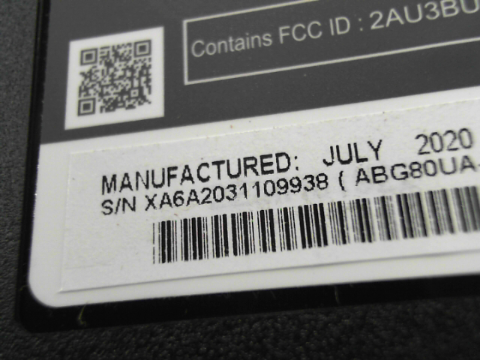 Contains FCC ID : 2AU3BU
MANUFACTURED: JULY 2020
S/N XA6A2031109938 ( ABG80UA-